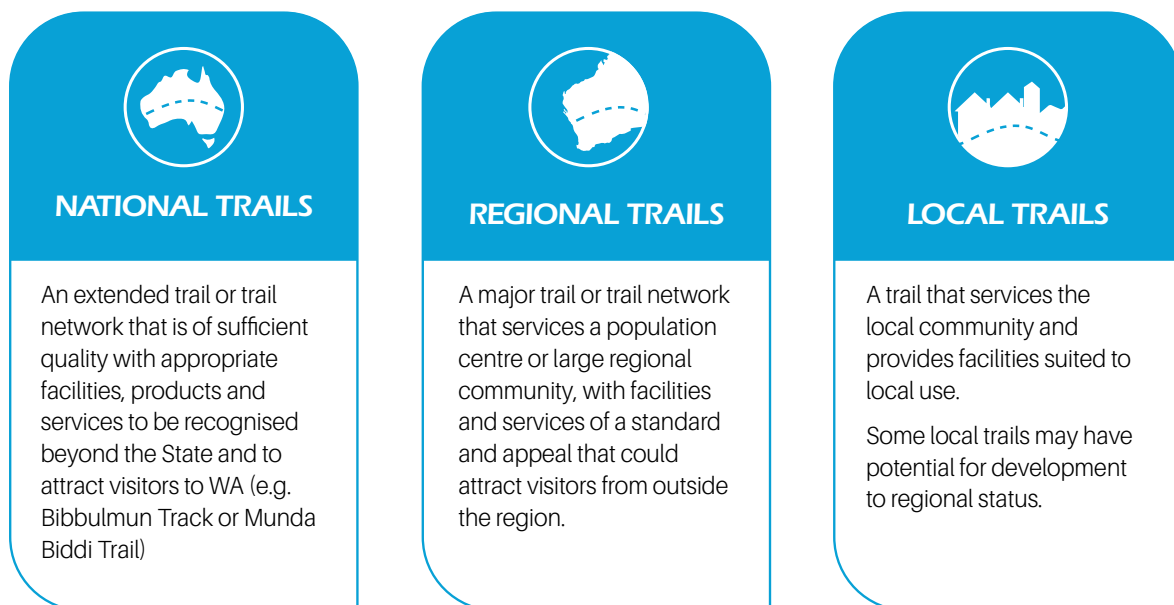 NATIONAL TRAILS
An extended trail or trail
network that is of sufficient
quality with appropriate
facilities, products and
services to be recognised
beyond the State and to
attract visitors to WA (e.g.
Bibbulmun Track or Munda
Biddi Trail)
REGIONAL TRAILS
A major trail or trail network
that services a population
centre or large regional
community, with facilities
and services of a standard
and appeal that could
attract visitors from outside
the region.
LOCAL TRAILS
A trail that services the
local community and
provides facilities suited to
local use.
Some local trails may have
potential for development
to regional status.